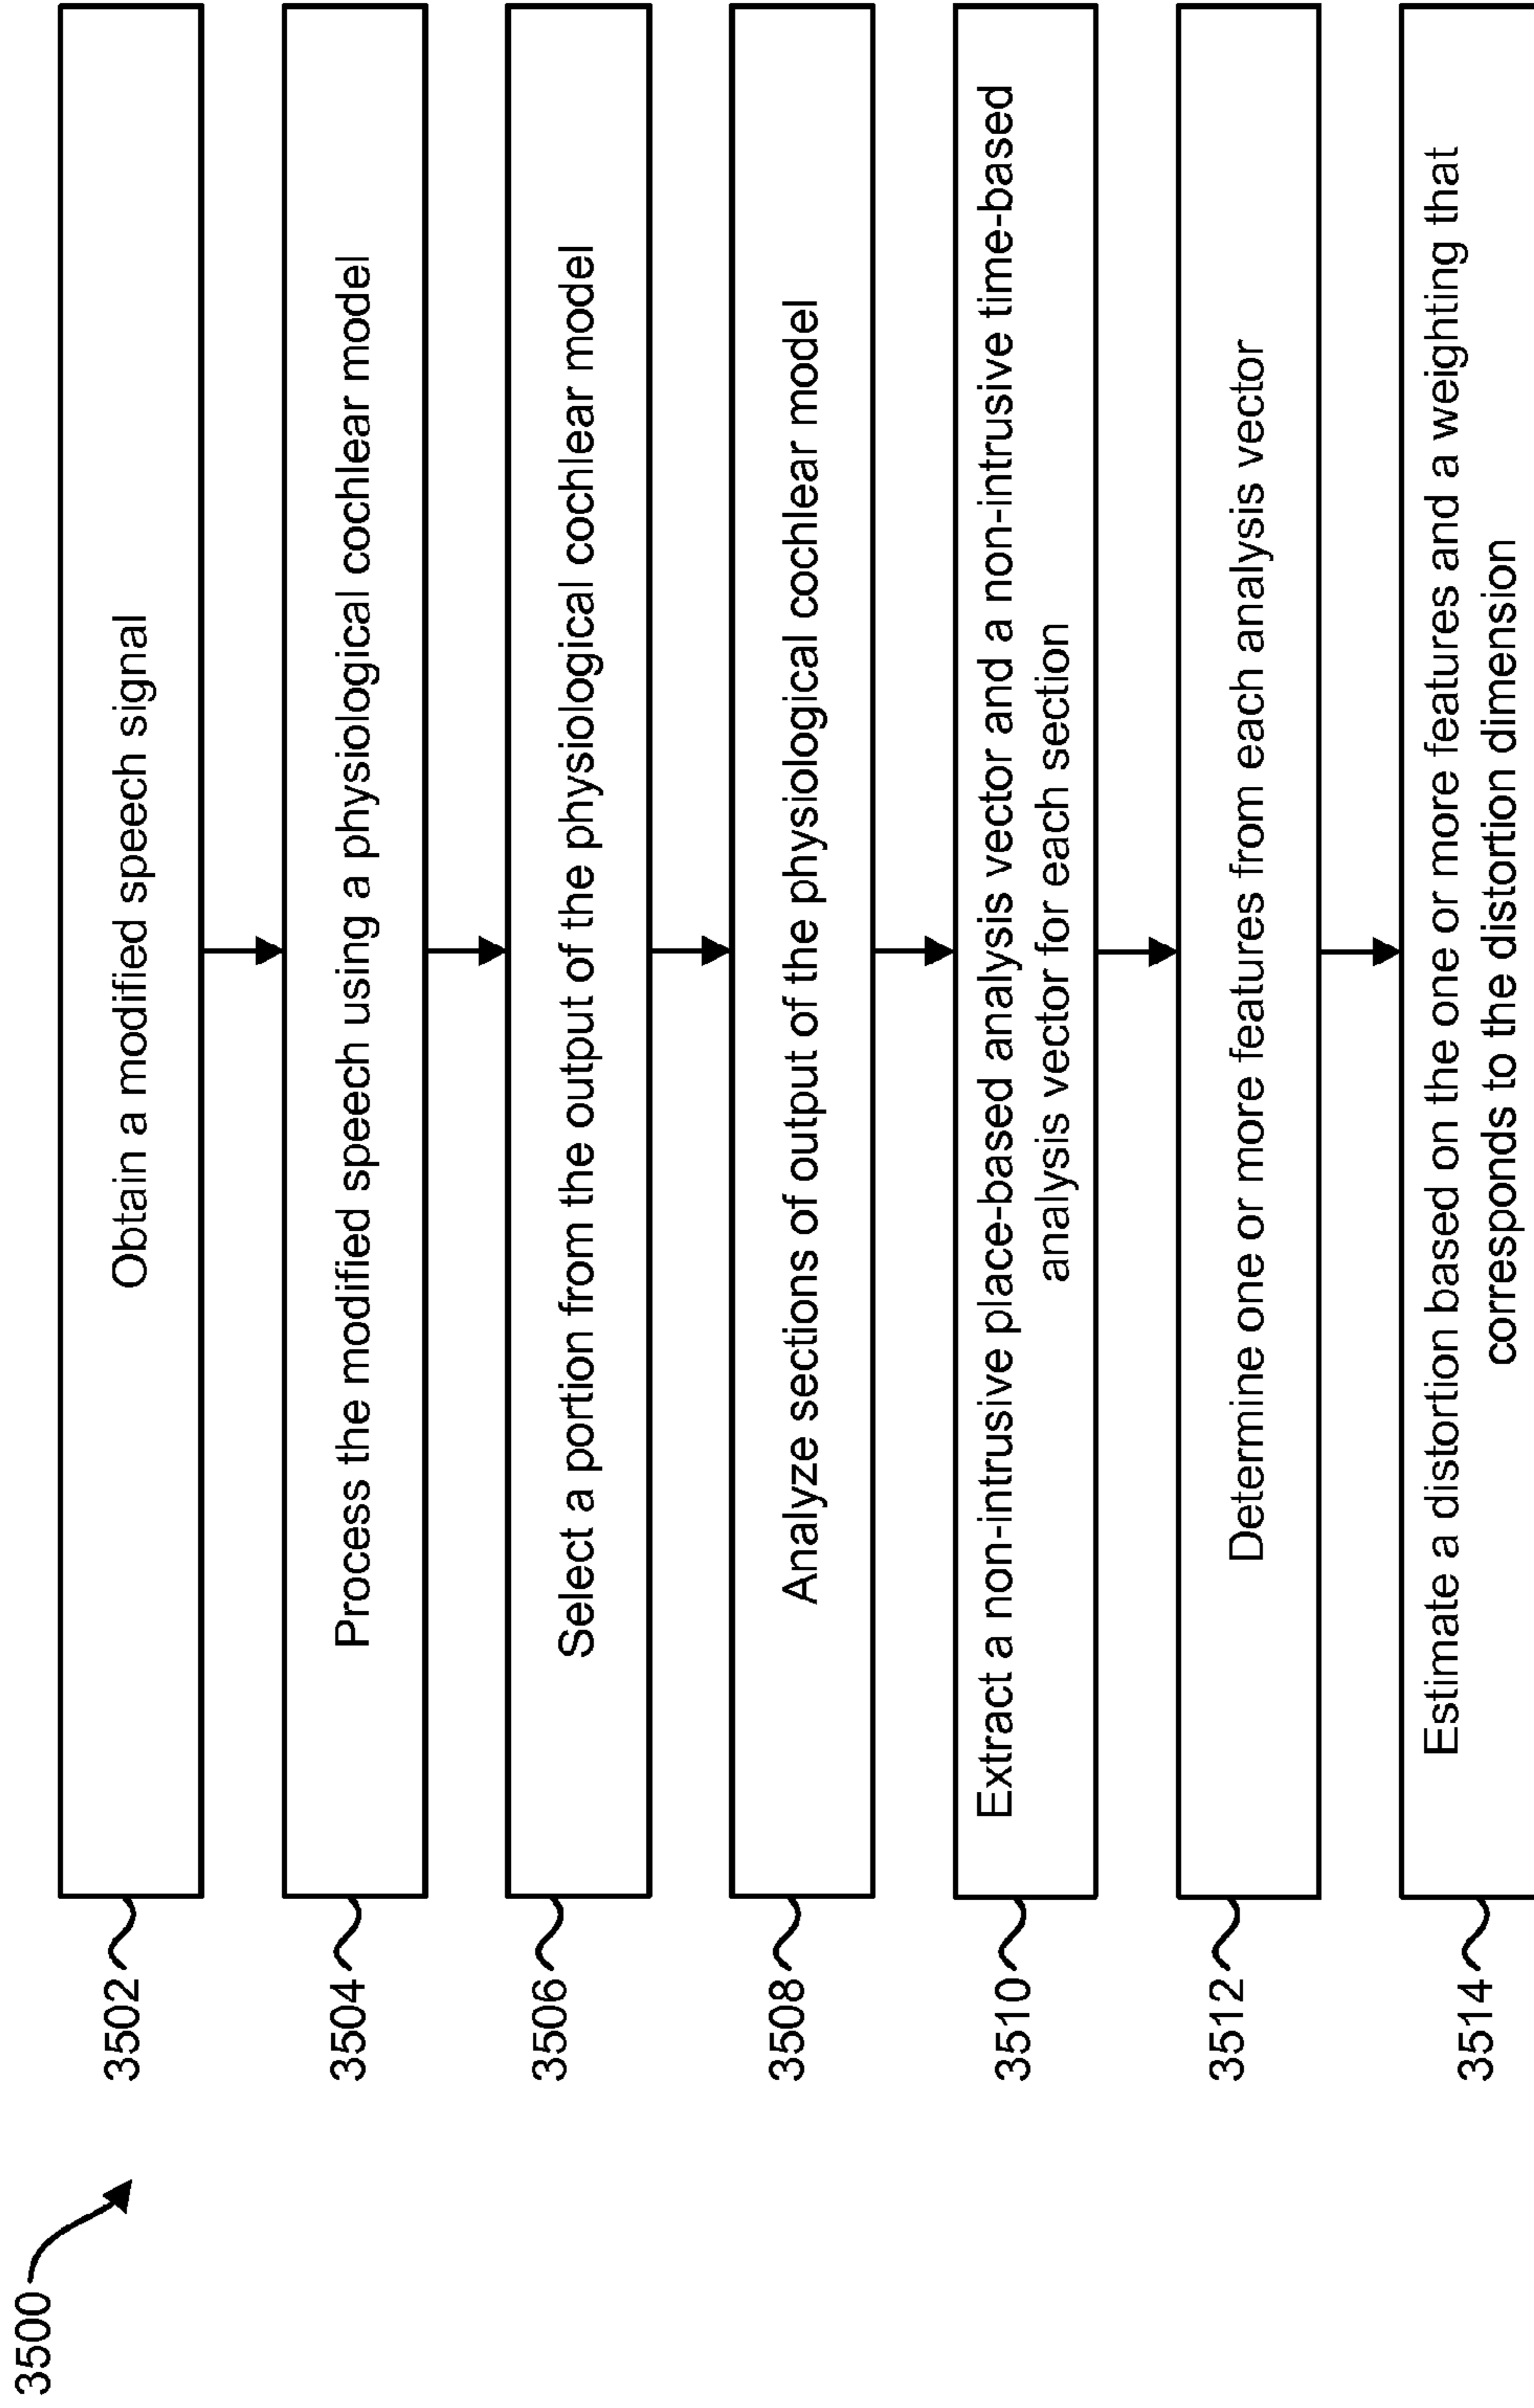 3500
3502
Obtain a modified speech signal
3504
Process the modified speech using a physiological cochlear model
3506
Select a portion from the output of the physiological cochlear model
3508
Analyze sections of output of the physiological cochlear model
3510
Extract a non-intrusive place-based analysis vector and a non-intrusive time-based
analysis vector for each section
3512
Determine one or more features from each analysis vector
3514
Estimate a distortion based on the one or more features and a weighting that
corresponds to the distortion dimension